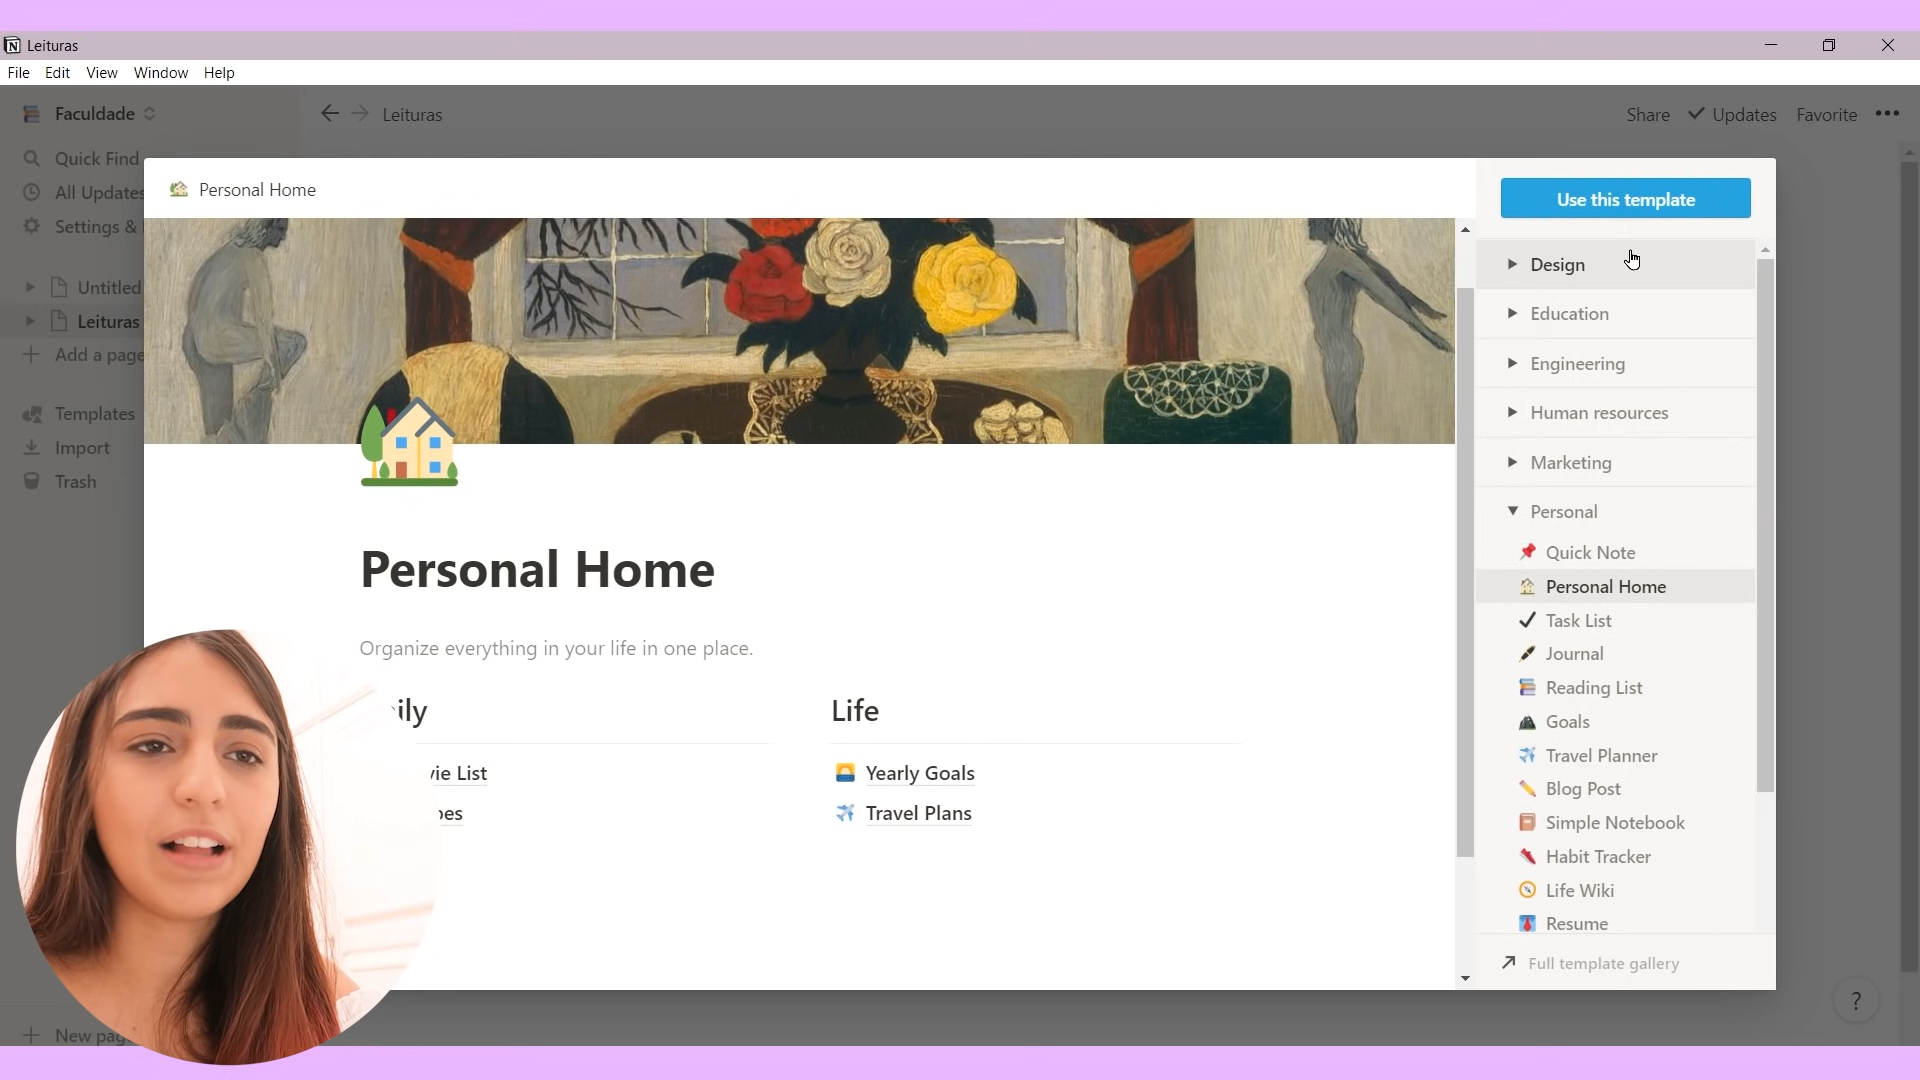 Leituras
File Edit View Window Help
Faculdade
Leituras
Share Updates Favorite
Quick Find
All Updates
Settings &
Untitled
Leituras
Add a page
Templates
Import
Trash
New pag
Personal Home
Personal Home
Organize everything in your life in one place.
ily
vie List
pes
Life
Yearly Goals
Travel Plans
Use this template
Design
Education
Engineering
Human resources
Marketing
Personal
Quick Note
Personal Home
Task List
Journal
Reading List
Goals
Travel Planner
Blog Post
Simple Notebook
Habit Tracker
Life Wiki
Resume
Full template gallery
?